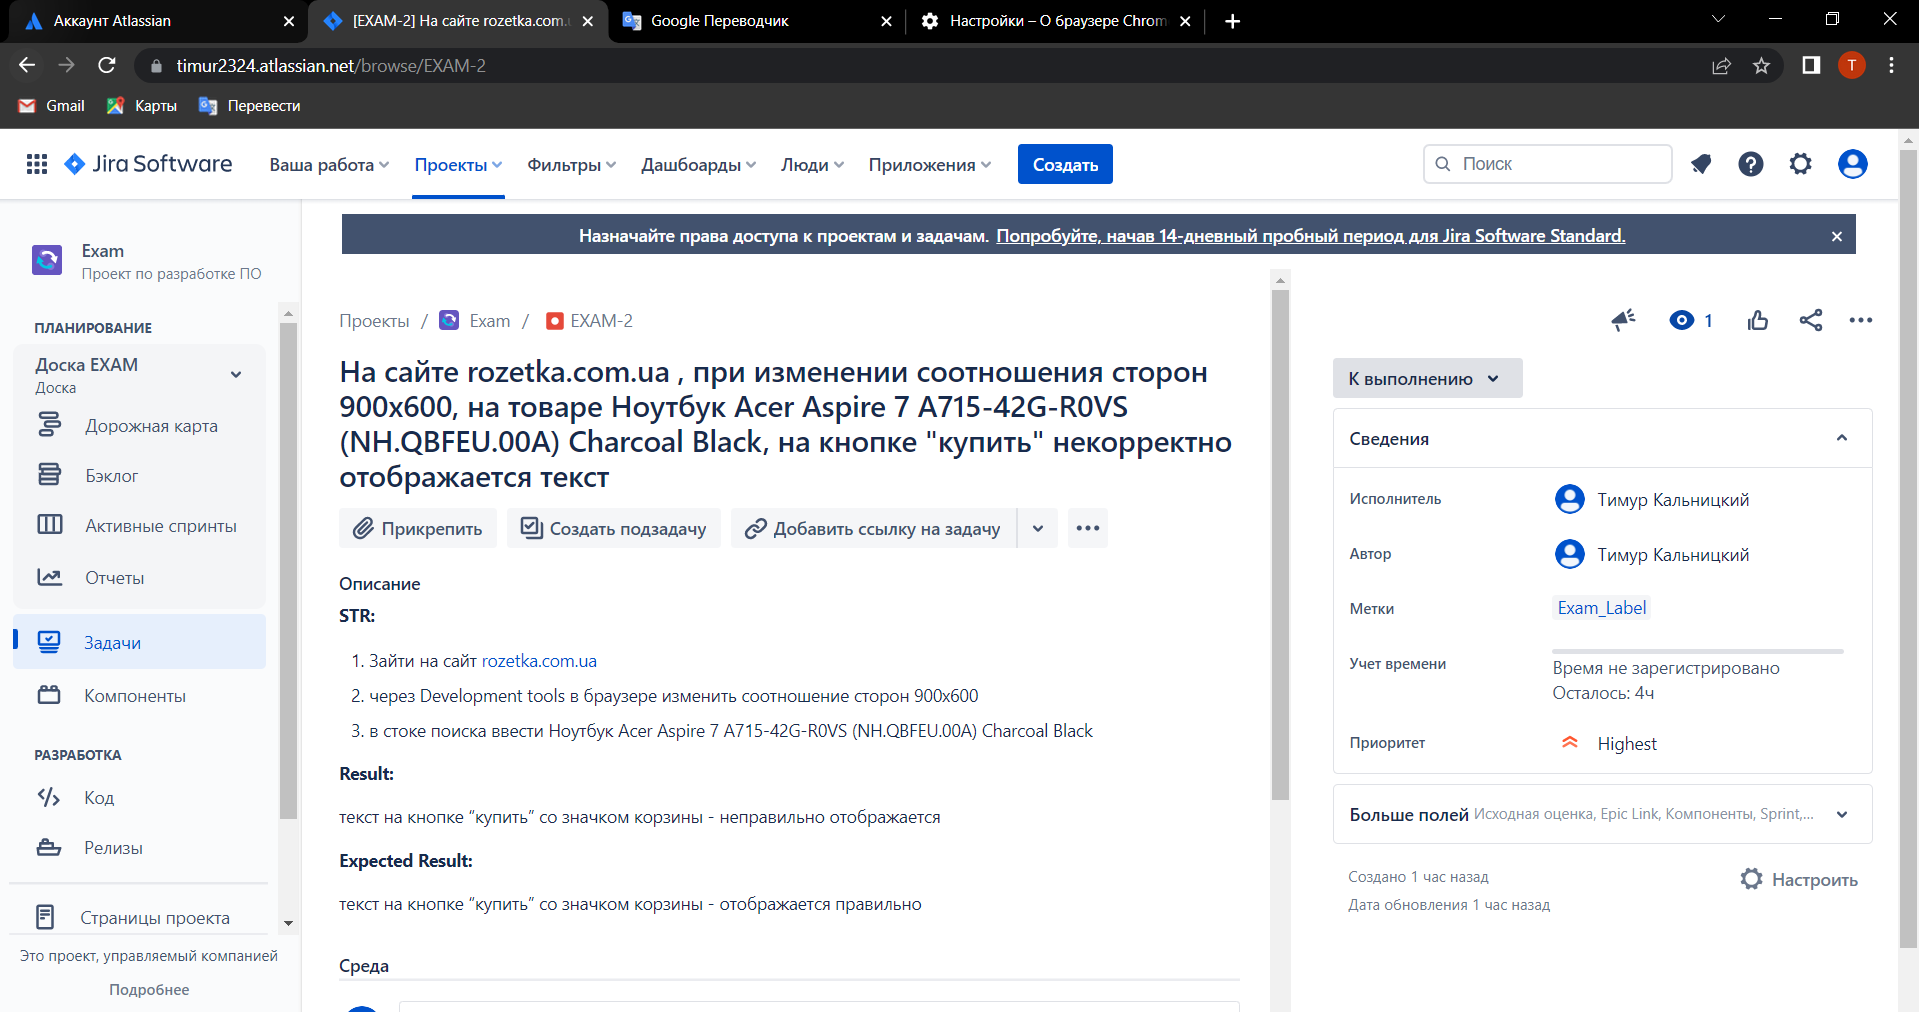 Аккаунт Atlassian
[EXAM-2] На сайте rozetka.com.
Google Переводчик
Настройки – О браузере Chrom
timur2324.atlassian.net/browse/EXAM-2
T
Gmail
Карты
Перевести
Jira Software
Ваша работа
Проекты
Фильтры
Дашбоарды
Люди
Приложения
Создать
Поиск
Exam
Проект по разработке ПО
ПЛАНИРОВАНИЕ
Доска EXAM
Доска
Дорожная карта
Бэклог
Активные спринты
Отчеты
Задачи
Компоненты
РАЗРАБОТКА
Код
Релизы
Страницы проекта
Это проект, управляемый компанией
Подробнее
Назначайте права доступа к проектам и задачам. Попробуйте, начав 14-дневный пробный период для Jira Software Standard.
Проекты / Exam / EXAM-2
На сайте rozetka.com.ua , при изменении соотношения сторон
900x600, на товаре Ноутбук Acer Aspire 7 A715-42G-R0VS
(NH.QBFEU.00A) Charcoal Black, на кнопке "купить" некорректно
отображается текст
Прикрепить
Создать подзадачу
Добавить ссылку на задачу
Описание
STR:
1. Зайти на сайт rozetka.com.ua
2. через Development tools в браузере изменить соотношение сторон 900x600
3. в стоке поиска ввести Ноутбук Acer Aspire 7 A715-42G-R0VS (NH.QBFEU.00A) Charcoal Black
Result:
текст на кнопке “купить” со значком корзины - неправильно отображается
Expected Result:
текст на кнопке “купить” со значком корзины - отображается правильно
Среда
1
К выполнению
Сведения
Исполнитель
Тимур Кальницкий
Автор
Тимур Кальницкий
Метки
Exam_Label
Учет времени
Время не зарегистрировано
Осталось: 4ч
Приоритет
Highest
Больше полей Исходная оценка, Epic Link, Компоненты, Sprint,...
Создано 1 час назад
Дата обновления 1 час назад
Настроить